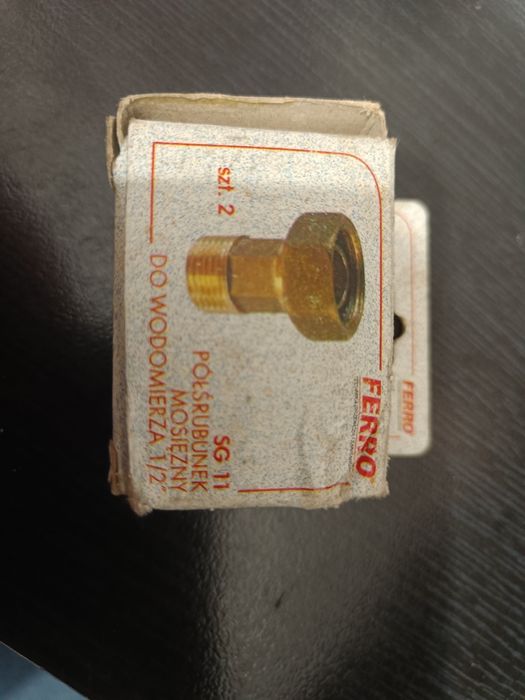 FERRO
szt. 2
SG 11
PÓŁŚRUBUNEK
MOSIĘŻNY
DO WODOMIERZA 1/2"
FERRO